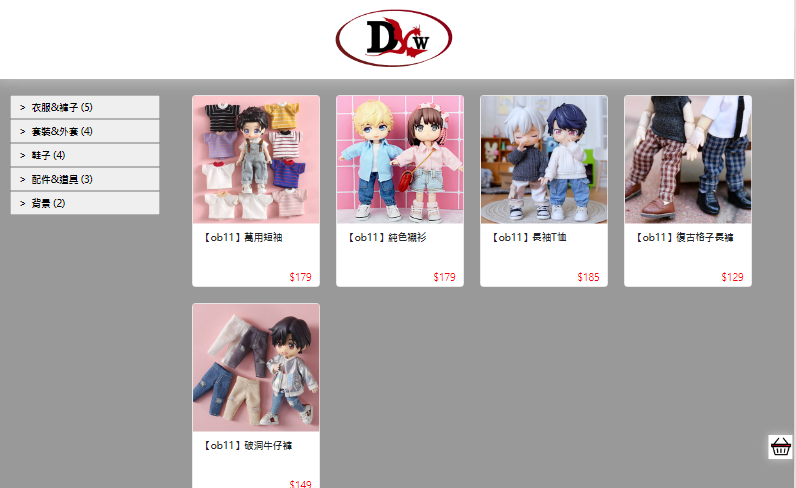 DXW
> 衣服&褲子 (5)
> 套裝&外套 (4)
> 鞋子 (4)
> 配件&道具 (3)
> 背景 (2)
【ob11】萬用短袖
$179
【ob11】純色襯衫
$179
【ob11】長袖T恤
$185
【ob11】復古格子長褲
$129
【ob11】破洞牛仔褲
$149